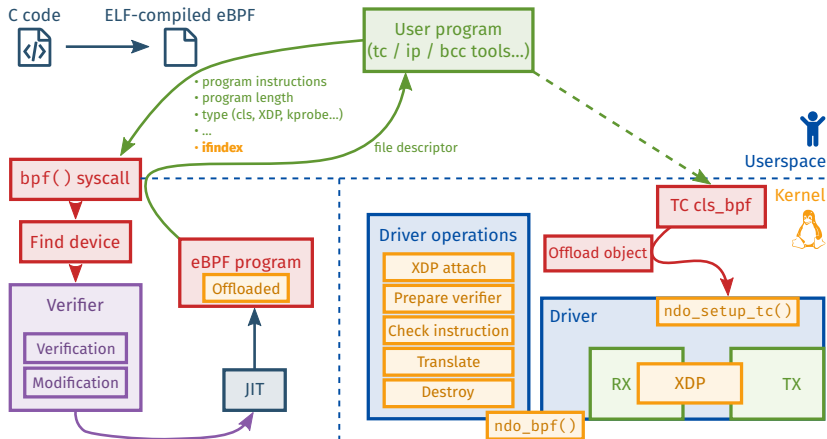 C code
ELF-compiled eBPF
User program
(tc / ip / bcc tools...)
• program instructions
• program length
• type (cls, XDP, kprobe...)
• ...
• ifindex
file descriptor
Userspace
Kernel
bpf() syscall
Find device
Verifier
Verification
Modification
eBPF program
Offloaded
JIT
Driver operations
XDP attach
Prepare verifier
Check instruction
Translate
Destroy
TC cls_bpf
Offload object
ndo_setup_tc()
Driver
RX
XDP
TX
ndo_bpf()